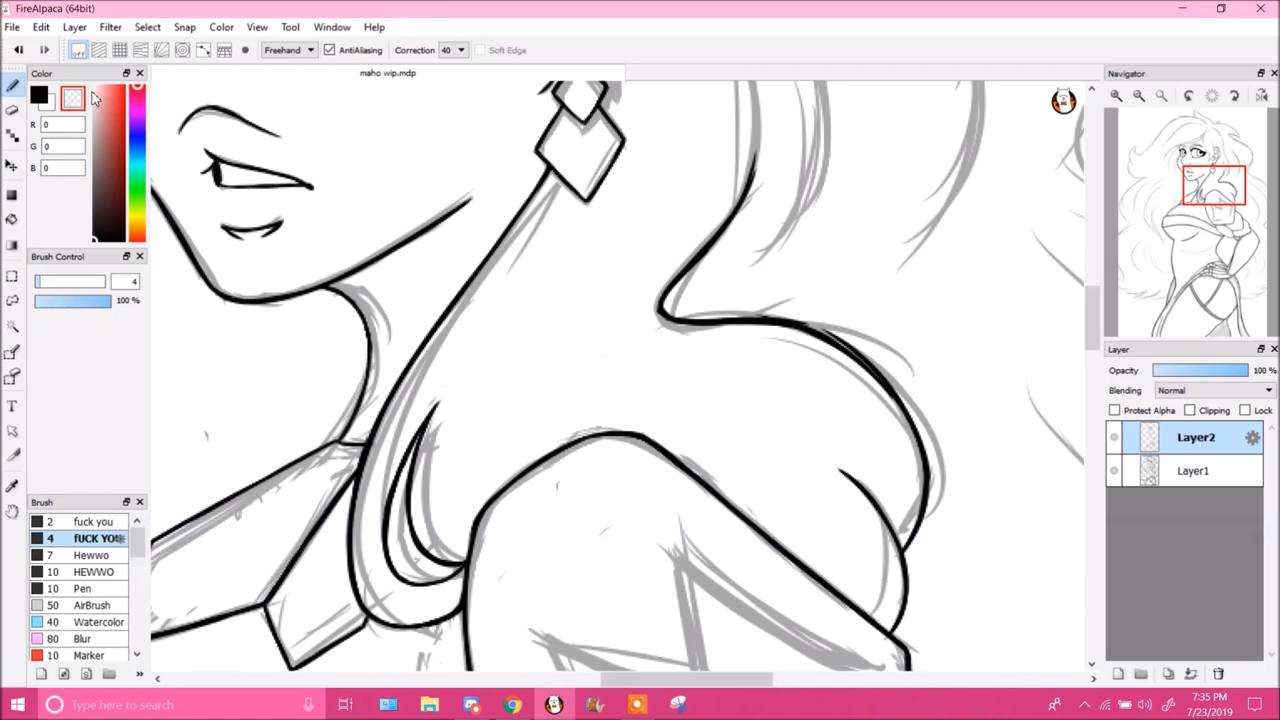 FireAlpaca (64bit)
File Edit Layer Filter Select Snap Color View Tool Window Help
off Freehand AntiAliasing Correction 40 Soft Edge
Color
maho wip.mdp
Navigator
R 0
G 0
B 0
Brush Control
4
100 %
Layer
Opacity 100 %
Blending Normal
Protect Alpha Clipping Lock
Layer2
Layer1
Brush
2 fuck you
4 fUCK YOU
7 Hewwo
10 HEWWO
10 Pen
50 AirBrush
40 Watercolor
80 Blur
10 Marker
Type here to search
7:35 PM
7/23/2019